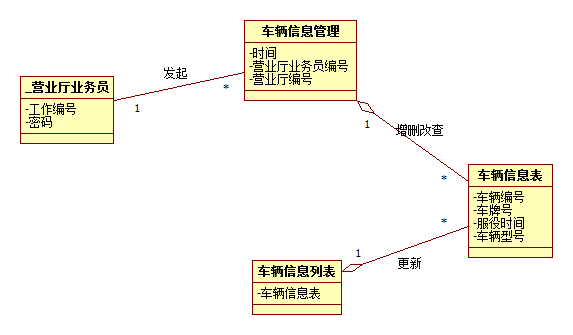 车辆信息管理
-时间
-营业厅业务员编号
-营业厅编号
_营业厅业务员
-工作编号
-密码
发起
1
*
1
增删改查
*
车辆信息表
-车辆编号
-车牌号
-服役时间
-车辆型号
*
1
更新
车辆信息列表
-车辆信息表